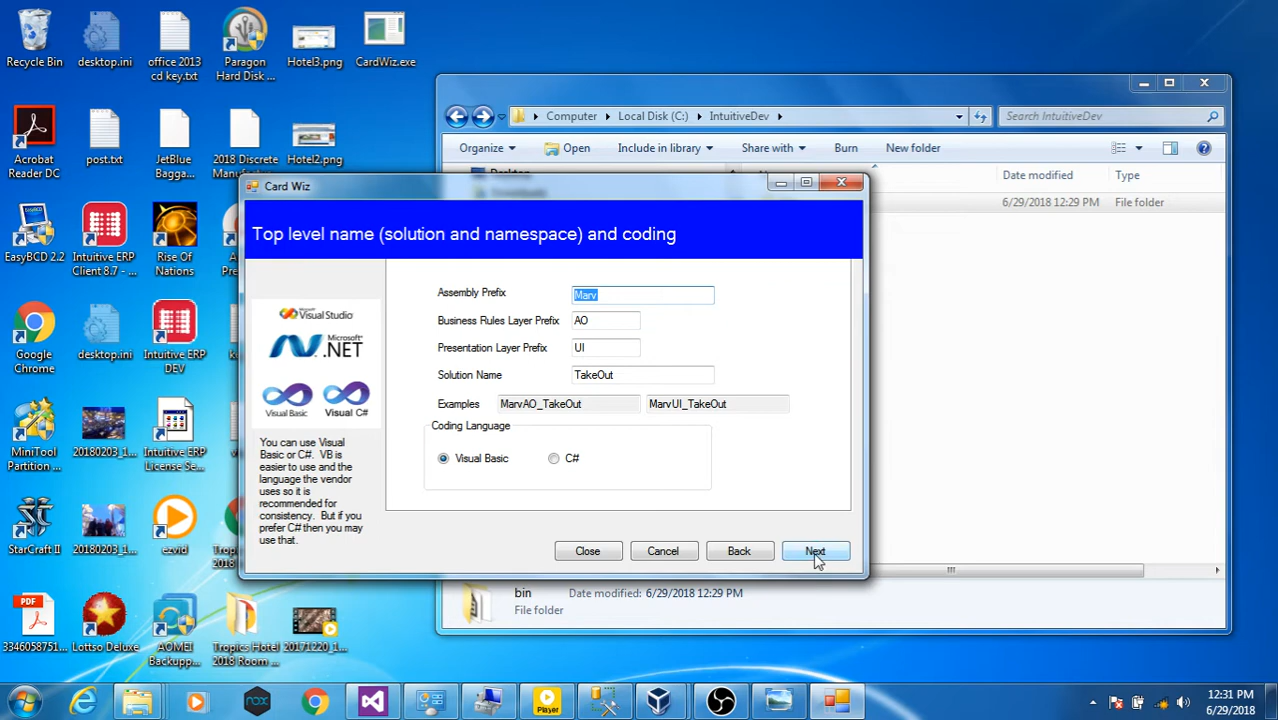 Recycle Bin
desktop.ini
office 2013
cd key.txt
Paragon
Hard Disk ...
Hotel3.png
CardWiz.exe
Acrobat
Reader DC
post.txt
JetBlue
Bagga...
2018 Discrete
Manufact...
Hotel2.png
EasyBCD 2.2
Intuitive ERP
Client 8.7 - ...
Rise Of
Nations
Google
Chrome
desktop.ini
Intuitive ERP
DEV
MiniTool
Partition ...
20180203_1...
Intuitive ERP
License Se...
StarCraft II
20180203_1...
ezvid
Tropi
2018
PDF
3346058751...
Lottso Deluxe
AOMEI
Backupp...
Tropics Hotel
2018 Room ...
20171220_1...
Computer
Local Disk (C:)
IntuitiveDev
Search IntuitiveDev
Organize
Open
Include in library
Share with
Burn
New folder
Desktop
Downloads
Date modified
Type
6/29/2018 12:29 PM
File folder
Card Wiz
Top level name (solution and namespace) and coding
Visual Studio
Microsoft
.NET
Visual Basic
Visual C#
You can use Visual
Basic or C#. VB is
easier to use and the
language the vendor
uses so it is
recommended for
consistency. But if you
prefer C# then you may
use that.
Assembly Prefix
Marv
Business Rules Layer Prefix
AO
Presentation Layer Prefix
UI
Solution Name
TakeOut
Examples
MarvAO_TakeOut
MarvUI_TakeOut
Coding Language
Visual Basic
C#
Close
Cancel
Back
Next
bin
Date modified: 6/29/2018 12:29 PM
File folder
nox
Player
12:31 PM
6/29/2018